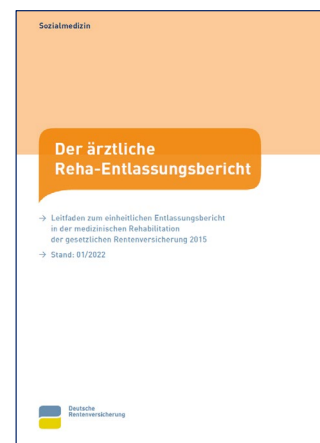 Sozialmedizin
Der ärztliche
Reha-Entlassungsbericht
→ Leitfaden zum einheitlichen Entlassungsbericht
in der medizinischen Rehabilitation
der gesetzlichen Rentenversicherung 2015
→ Stand: 01/2022
Deutsche
Rentenversicherung